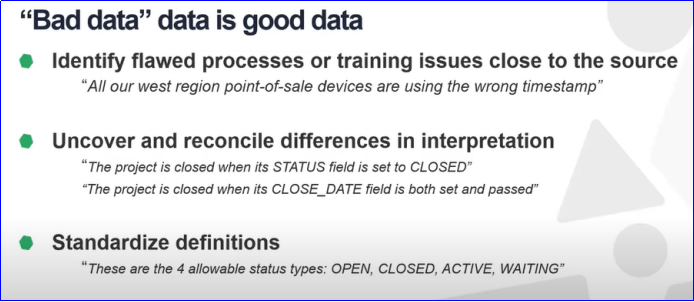 “Bad data” data is good data
Identify flawed processes or training issues close to the source
“All our west region point-of-sale devices are using the wrong timestamp”
Uncover and reconcile differences in interpretation
“The project is closed when its STATUS field is set to CLOSED”
“The project is closed when its CLOSE_DATE field is both set and passed”
Standardize definitions
“These are the 4 allowable status types: OPEN, CLOSED, ACTIVE, WAITING”